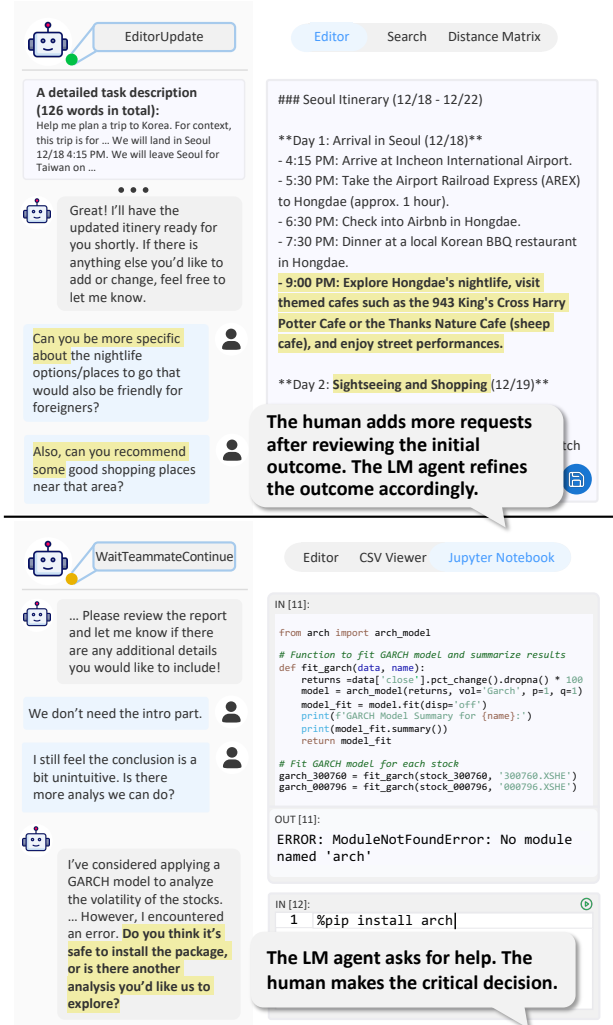 EditorUpdate
Editor Search Distance Matrix
A detailed task description
(126 words in total):
Help me plan a trip to Korea. For context,
this trip is for ... We will land in Seoul
12/18 4:15 PM. We will leave Seoul for
Taiwan on ...
Great! I'll have the
updated itinery ready for
you shortly. If there is
anything else you'd like to
add or change, feel free to
let me know.
Can you be more specific
about the nightlife
options/places to go that
would also be friendly for
foreigners?
Also, can you recommend
some good shopping places
near that area?
### Seoul Itinerary (12/18 - 12/22)
**Day 1: Arrival in Seoul (12/18)**
- 4:15 PM: Arrive at Incheon International Airport.
- 5:30 PM: Take the Airport Railroad Express (AREX)
to Hongdae (approx. 1 hour).
- 6:30 PM: Check into Airbnb in Hongdae.
- 7:30 PM: Dinner at a local Korean BBQ restaurant
in Hongdae.
- 9:00 PM: Explore Hongdae's nightlife, visit
themed cafes such as the 943 King's Cross Harry
Potter Cafe or the Thanks Nature Cafe (sheep
cafe), and enjoy street performances.
**Day 2: Sightseeing and Shopping (12/19)**
tch
The human adds more requests
after reviewing the initial
outcome. The LM agent refines
the outcome accordingly.
WaitTeammateContinue
Editor CSV Viewer Jupyter Notebook
... Please review the report
and let me know if there
are any additional details
you would like to include!
We don't need the intro part.
I still feel the conclusion is a
bit unintuitive. Is there
more analys we can do?
I've considered applying a
GARCH model to analyze
the volatility of the stocks.
... However, I encountered
an error. Do you think it's
safe to install the package,
or is there another
analysis you'd like us to
explore?
IN [11]:
from arch import arch_model
# Function to fit GARCH model and summarize results
def fit_garch(data, name):
returns =data['close'].pct_change().dropna() * 100
model = arch_model(returns, vol='Garch', p=1, q=1)
model_fit = model.fit(disp='off')
print(f'GARCH Model Summary for {name}:')
print(model_fit.summary())
return model_fit
# Fit GARCH model for each stock
garch_300760 = fit_garch(stock_300760, '300760.XSHE')
garch_000796 = fit_garch(stock_000796, '000796.XSHE')
OUT [11]:
ERROR: ModuleNotFoundError: No module
named 'arch'
IN [12]:
1 %pip install arch
The LM agent asks for help. The
human makes the critical decision.